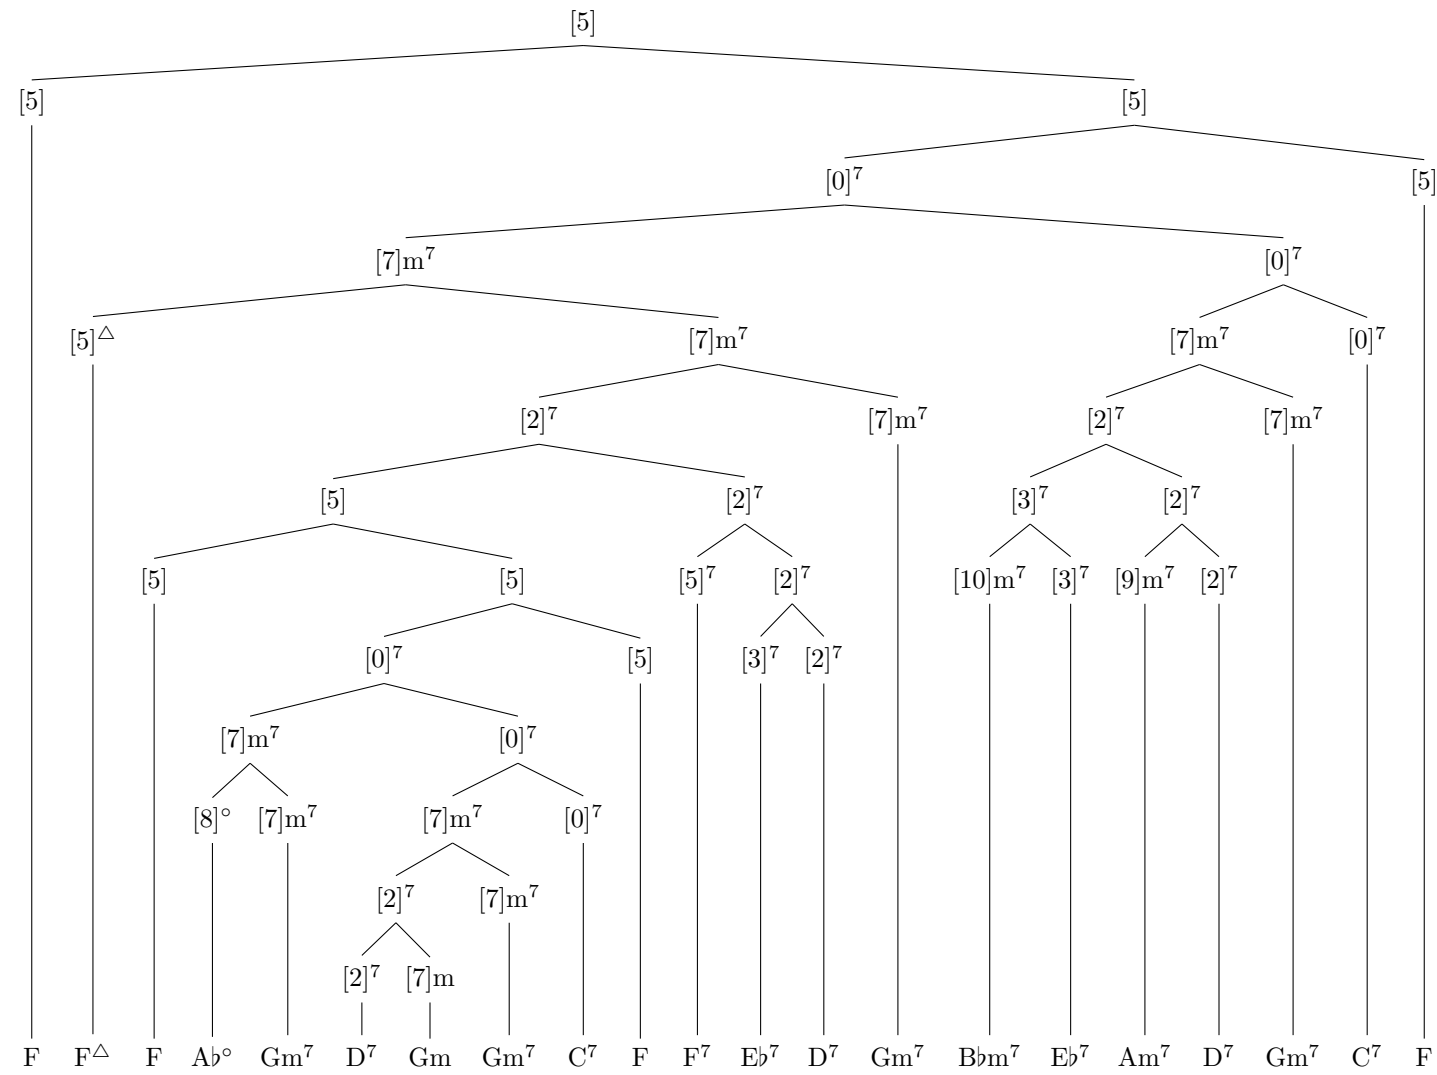 [5]
[5] [5]
[0]⁷ [5]
[7]m⁷ [0]⁷
[5]△ [7]m⁷ [7]m⁷ [0]⁷
[2]⁷ [7]m⁷ [2]⁷ [7]m⁷
[5] [2]⁷ [3]⁷ [2]⁷
[5] [5] [5]⁷ [2]⁷ [10]m⁷ [3]⁷ [9]m⁷ [2]⁷
[0]⁷ [5] [3]⁷ [2]⁷
[7]m⁷ [0]⁷
[8]° [7]m⁷ [7]m⁷ [0]⁷
[2]⁷ [7]m⁷
[2]⁷ [7]m
F F△ F A♭° Gm⁷ D⁷ Gm Gm⁷ C⁷ F F⁷ E♭⁷ D⁷ Gm⁷ B♭m⁷ E♭⁷ Am⁷ D⁷ Gm⁷ C⁷ F